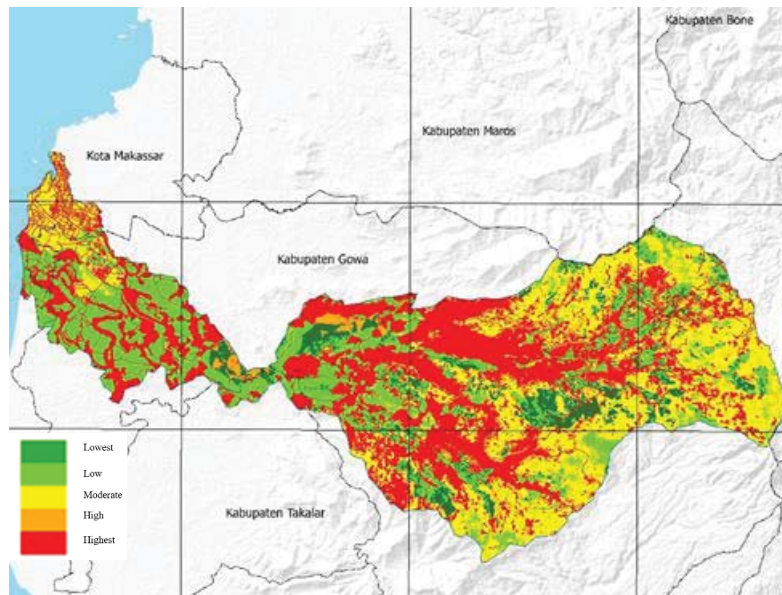 Kabupaten Bone
Kabupaten Maros
Kota Makassar
Kabupaten Gowa
Kabupaten Takalar
Lowest
Low
Moderate
High
Highest